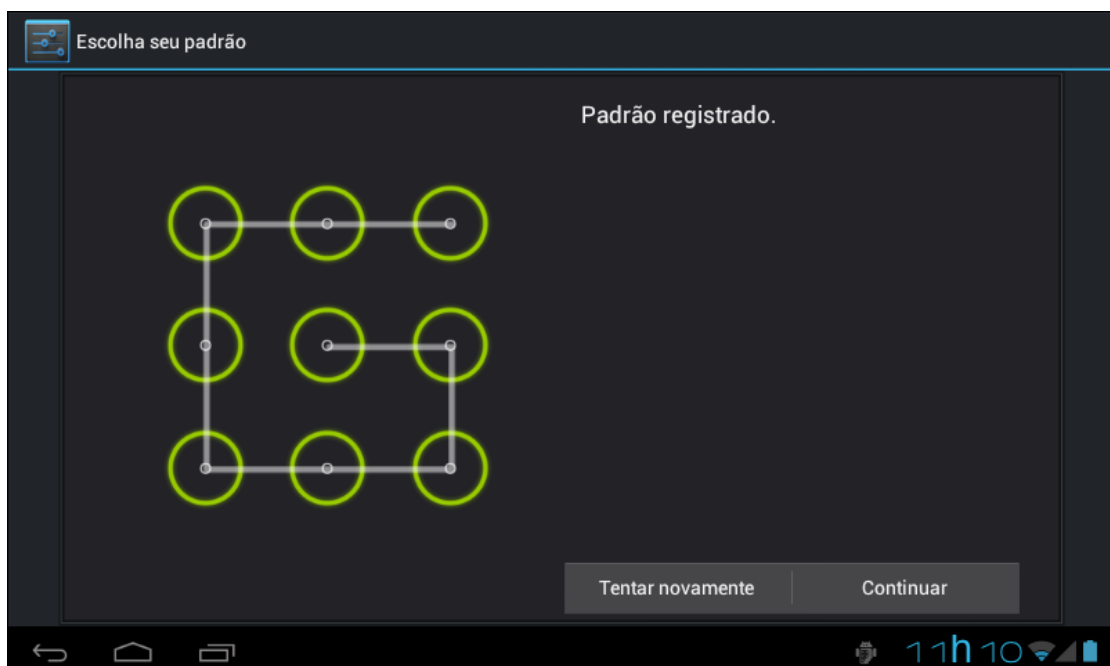 Escolha seu padrão
Padrão registrado.
Tentar novamente
Continuar
11h10